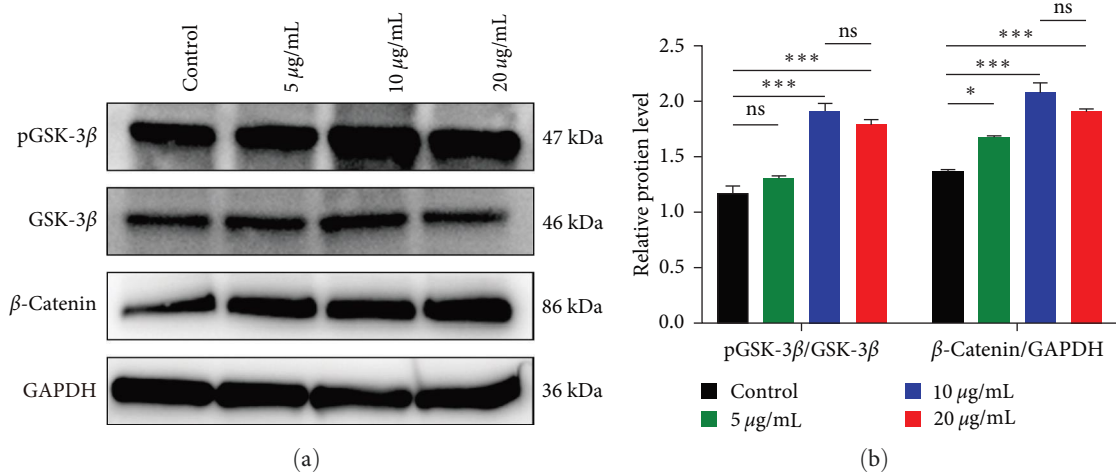 Control
5 μg/mL
10 μg/mL
20 ug/mL
pGSK-3β
47 kDa
GSK-3β
46 kDa
β-Catenin
86 kDa
GAPDH
36 kDa
(a)
Relative protien level
2.5
2.0
1.5
1.0
0.5
0.0
ns
***
***
ns
ns
***
***
*
pGSK-3β/GSK-3β
β-Catenin/GAPDH
Control
5 μg/mL
10 μg/mL
20 μg/mL
(b)